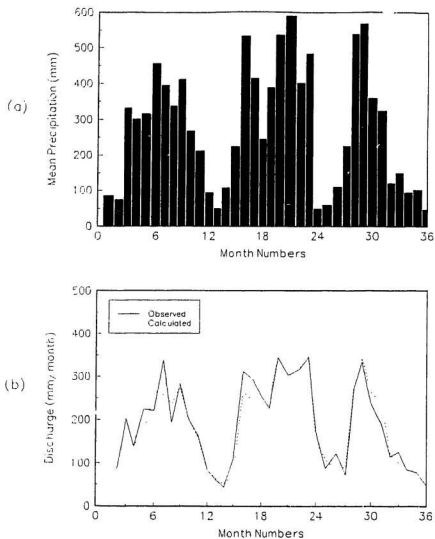 (a)
Mean Precipitation (mm)
600
500
400
300
200
100
0
0 6 12 18 24 30 36
Month Numbers
(b)
Discharge (mm/month)
500
400
300
200
100
0
Observed
Calculated
0 6 12 18 24 30 36
Month Numbers